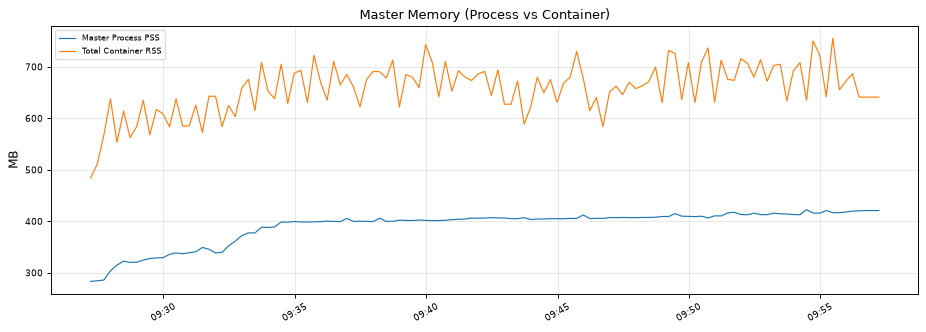 Master Memory (Process vs Container)
Master Process PSS
Total Container RSS
MB
700
600
500
400
300
09:30
09:35
09:40
09:45
09:50
09:55